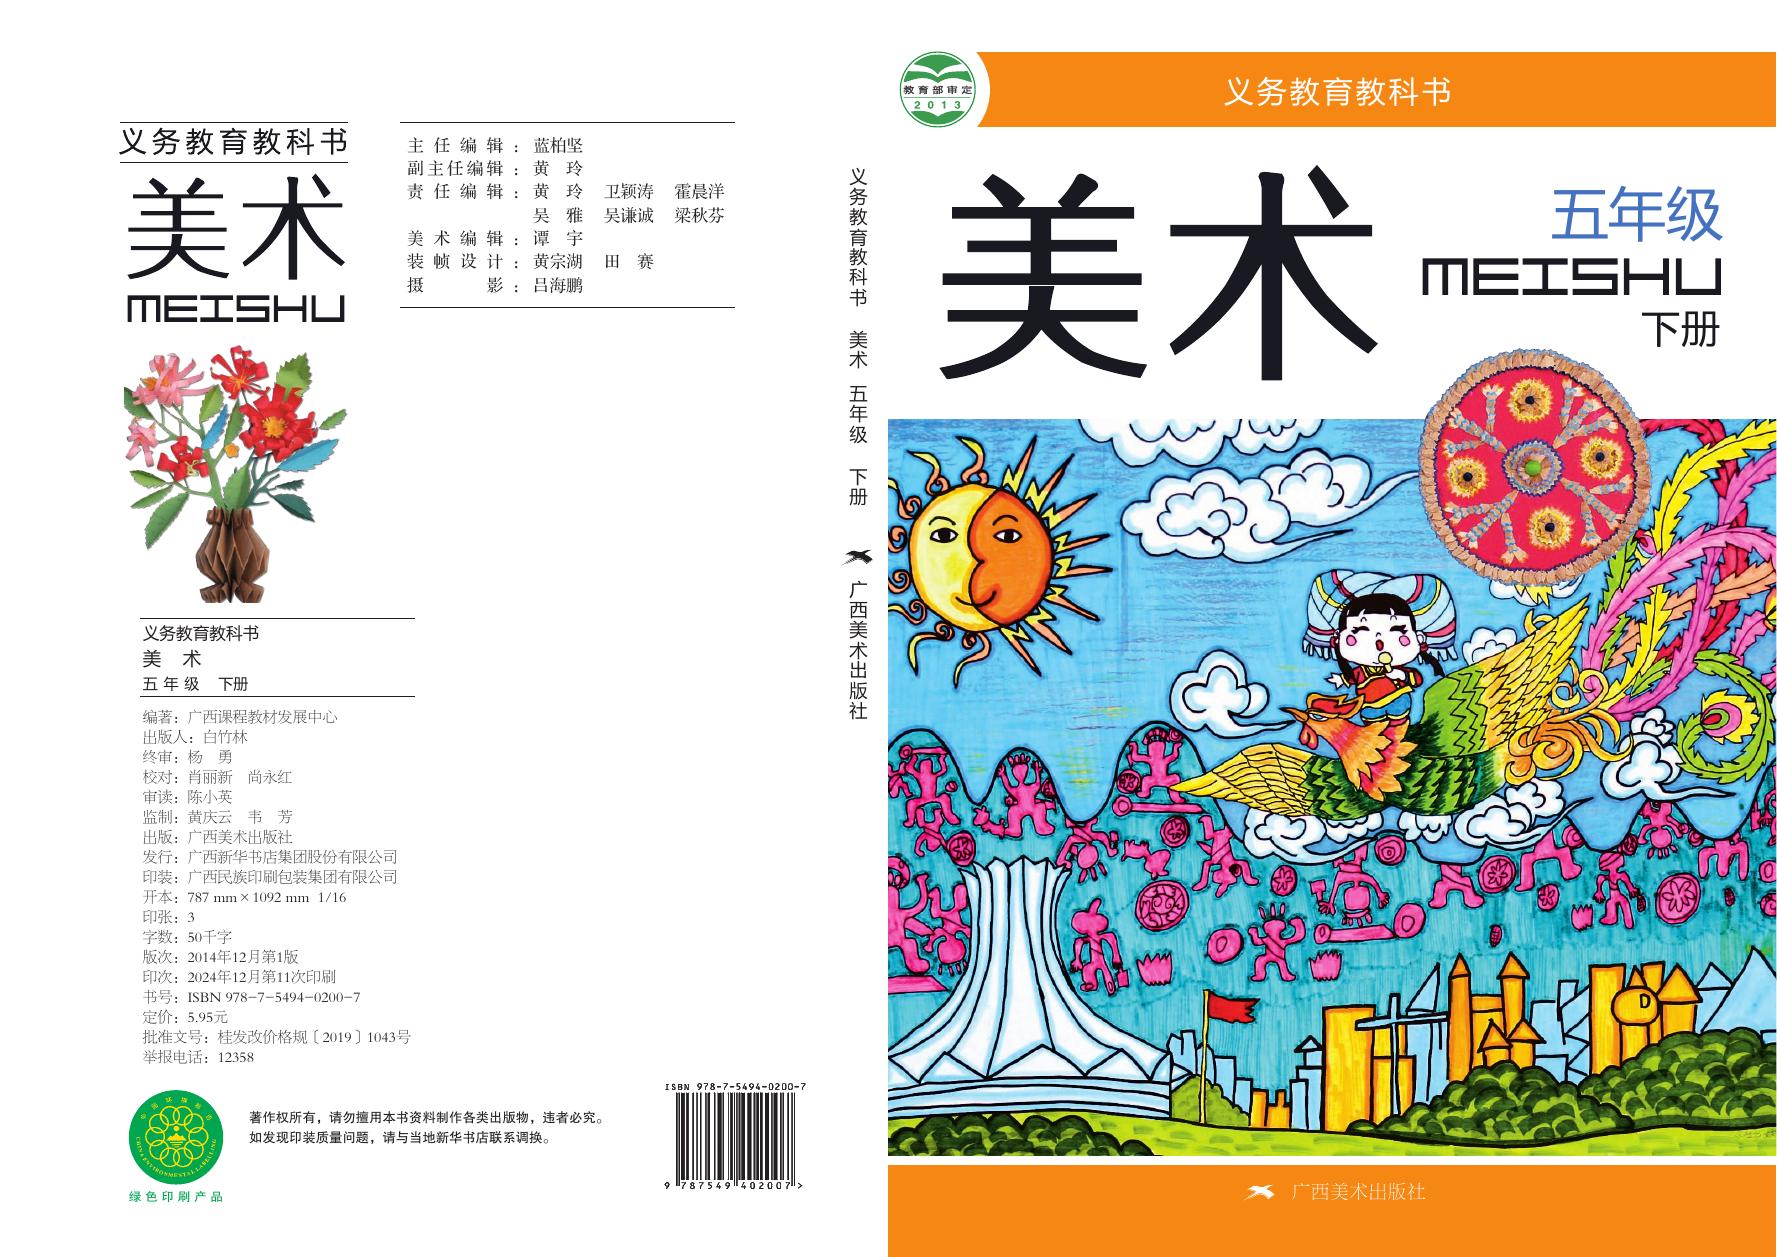 义务教育教科书
美术
MEISHU
主任编辑：蓝柏坚
副主任编辑：黄　玲
责任编辑：黄　玲　卫颖涛　霍晨洋
吴　雅　吴谦诚　梁秋芬
美术编辑：谭　宇
装帧设计：黄宗湖　田　赛
摄　　影：吕海鹏
义务教育教科书
美　术
五年级　下册
编著：广西课程教材发展中心
出版人：白竹林
终审：杨　勇
校对：肖丽新　尚永红
审读：陈小英
监制：黄庆云　韦　芳
出版：广西美术出版社
发行：广西新华书店集团股份有限公司
印装：广西民族印刷包装集团有限公司
开本：787 mm×1092 mm  1/16
印张：3
字数：50千字
版次：2014年12月第1版
印次：2024年12月第11次印刷
书号：ISBN 978-7-5494-0200-7
定价：5.95元
批准文号：桂发改价格规〔2019〕1043号
举报电话：12358
中国环境标志
CHINA ENVIRONMENTAL LABELLING
绿色印刷产品
著作权所有，请勿擅用本书资料制作各类出版物，违者必究。
如发现印装质量问题，请与当地新华书店联系调换。
ISBN 978-7-5494-0200-7
9 787549 402007 >
义务教育教科书　美术　五年级　下册　广西美术出版社
教育部审定
2013
义务教育教科书
美术
五年级
MEISHU
下册
D
广西美术出版社